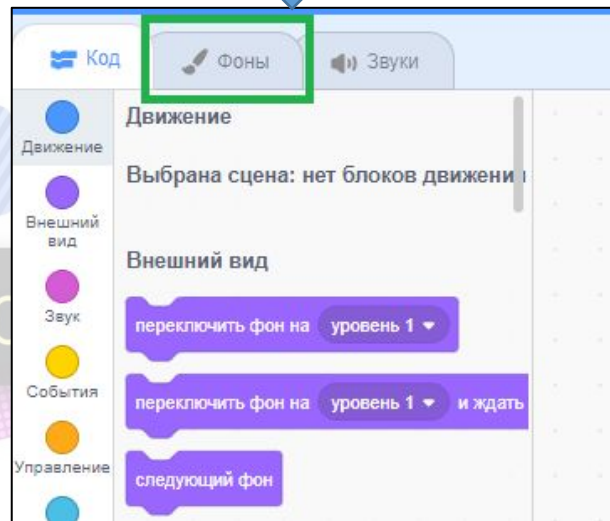 Код
Фоны
Звуки
Движение
Движение
Выбрана сцена: нет блоков движени
Внешний
вид
Внешний вид
Звук
переключить фон на уровень 1
События
переключить фон на уровень 1 и ждать
Управление
следующий фон